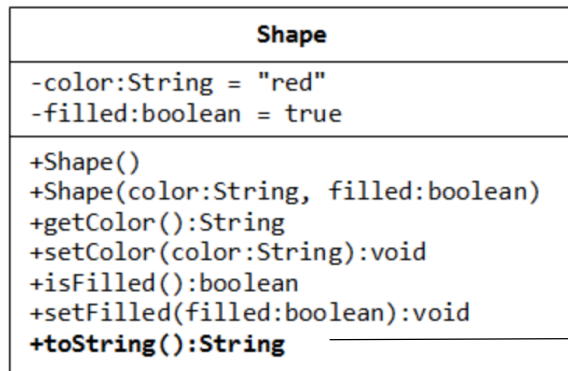 Shape
-color:String = "red"
-filled:boolean = true
+Shape()
+Shape(color:String, filled:boolean)
+getColor():String
+setColor(color:String):void
+isFilled():boolean
+setFilled(filled:boolean):void
+toString():String